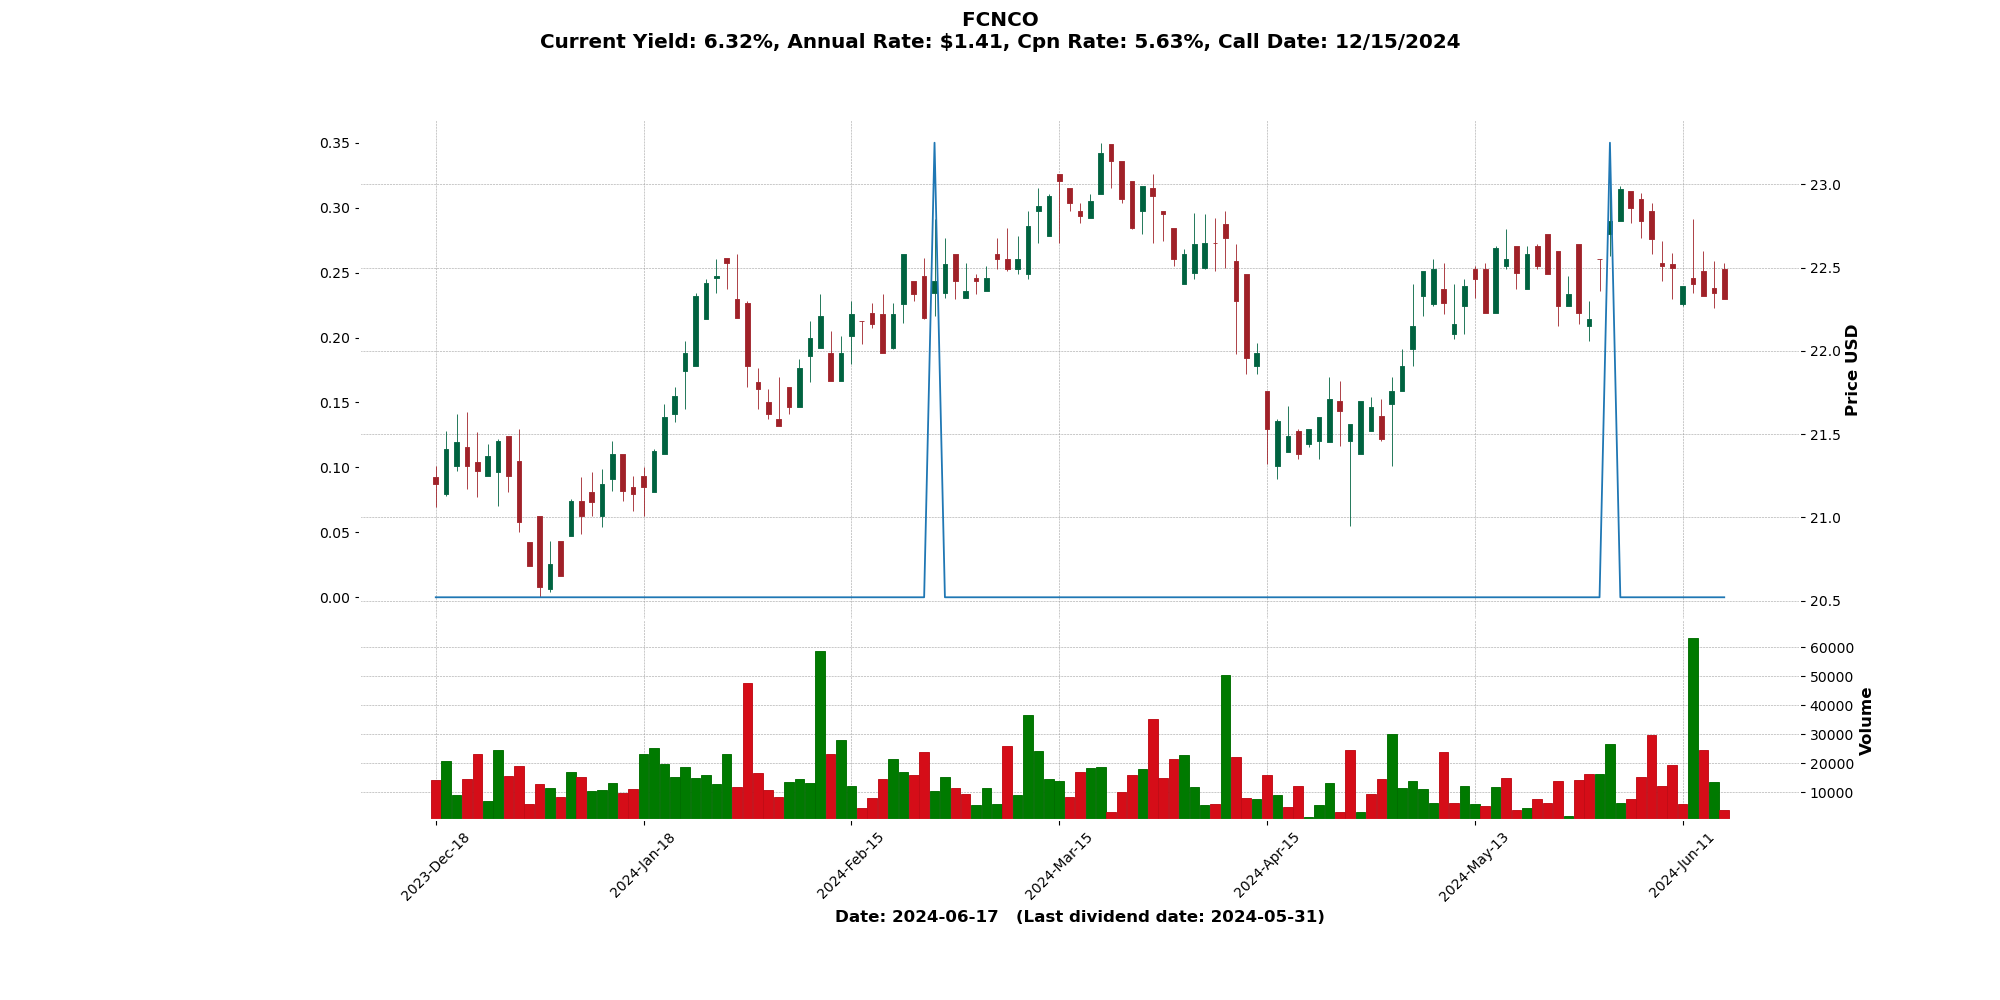 FCNCO
Current Yield: 6.32%, Annual Rate: $1.41, Cpn Rate: 5.63%, Call Date: 12/15/2024
0.35
0.30
0.25
0.20
0.15
0.10
0.05
0.00
23.0
22.5
22.0
21.5
21.0
20.5
Price USD
60000
50000
40000
30000
20000
10000
Volume
2023-Dec-18
2024-Jan-18
2024-Feb-15
2024-Mar-15
2024-Apr-15
2024-May-13
2024-Jun-11
Date: 2024-06-17 (Last dividend date: 2024-05-31)